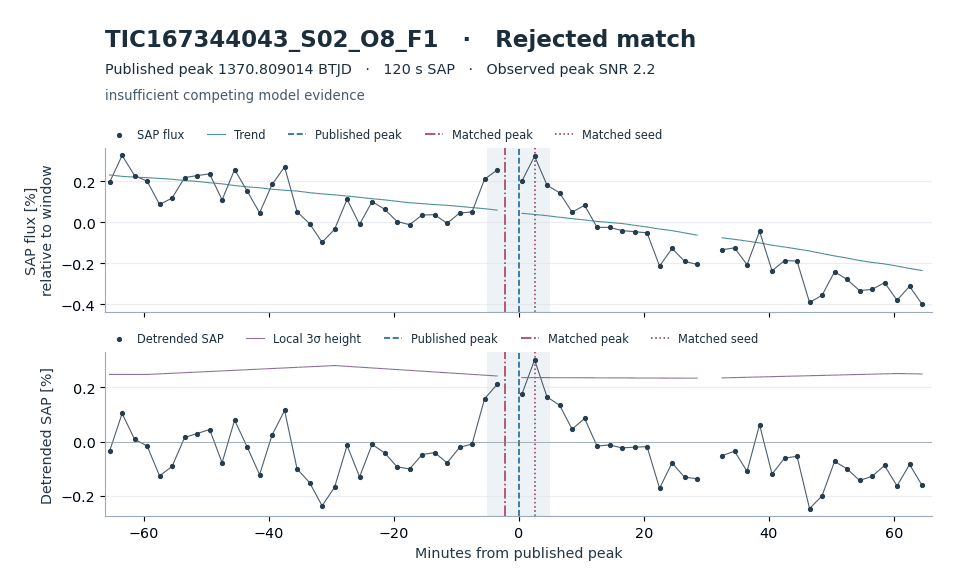 TIC167344043_S02_O8_F1 · Rejected match
Published peak 1370.809014 BTJD · 120 s SAP · Observed peak SNR 2.2
insufficient competing model evidence
SAP flux Trend Published peak Matched peak Matched seed
SAP flux [%]
relative to window
0.2
0.0
−0.2
−0.4
Detrended SAP Local 3σ height Published peak Matched peak Matched seed
Detrended SAP [%]
0.2
0.0
−0.2
−60 −40 −20 0 20 40 60
Minutes from published peak